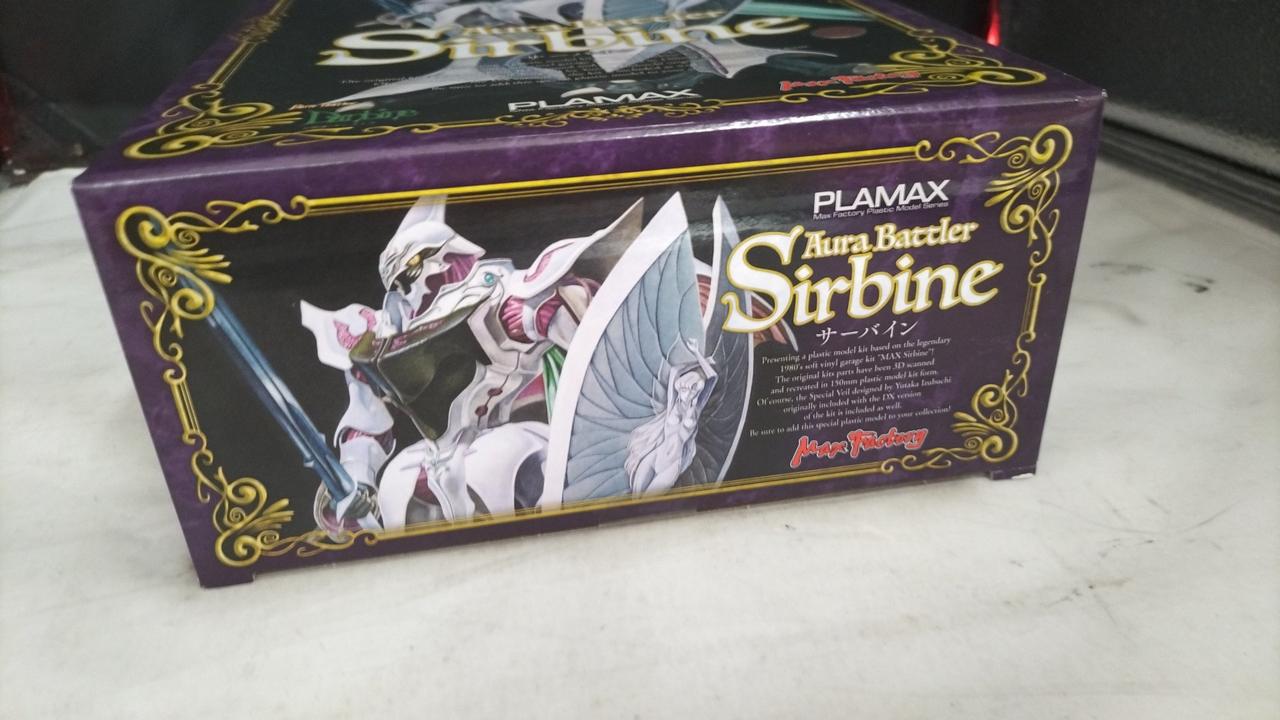 Aura Battler
Sirbine
PLAMAX
Max Factory
PLAMAX
Max Factory Plastic Model Series
Aura Battler
Sirbine
サーバイン
Presenting a plastic model kit based on the legendary
1980's soft vinyl garage kit "MAX Sirbine"!
The original kits parts have been 3D scanned
and recreated in 150mm plastic model kit form.
Of course, the Special Veil designed by Yutaka Izubuchi
originally included with the DX version
of the kit is included as well.
Be sure to add this special plastic model to your collection!
Max Factory